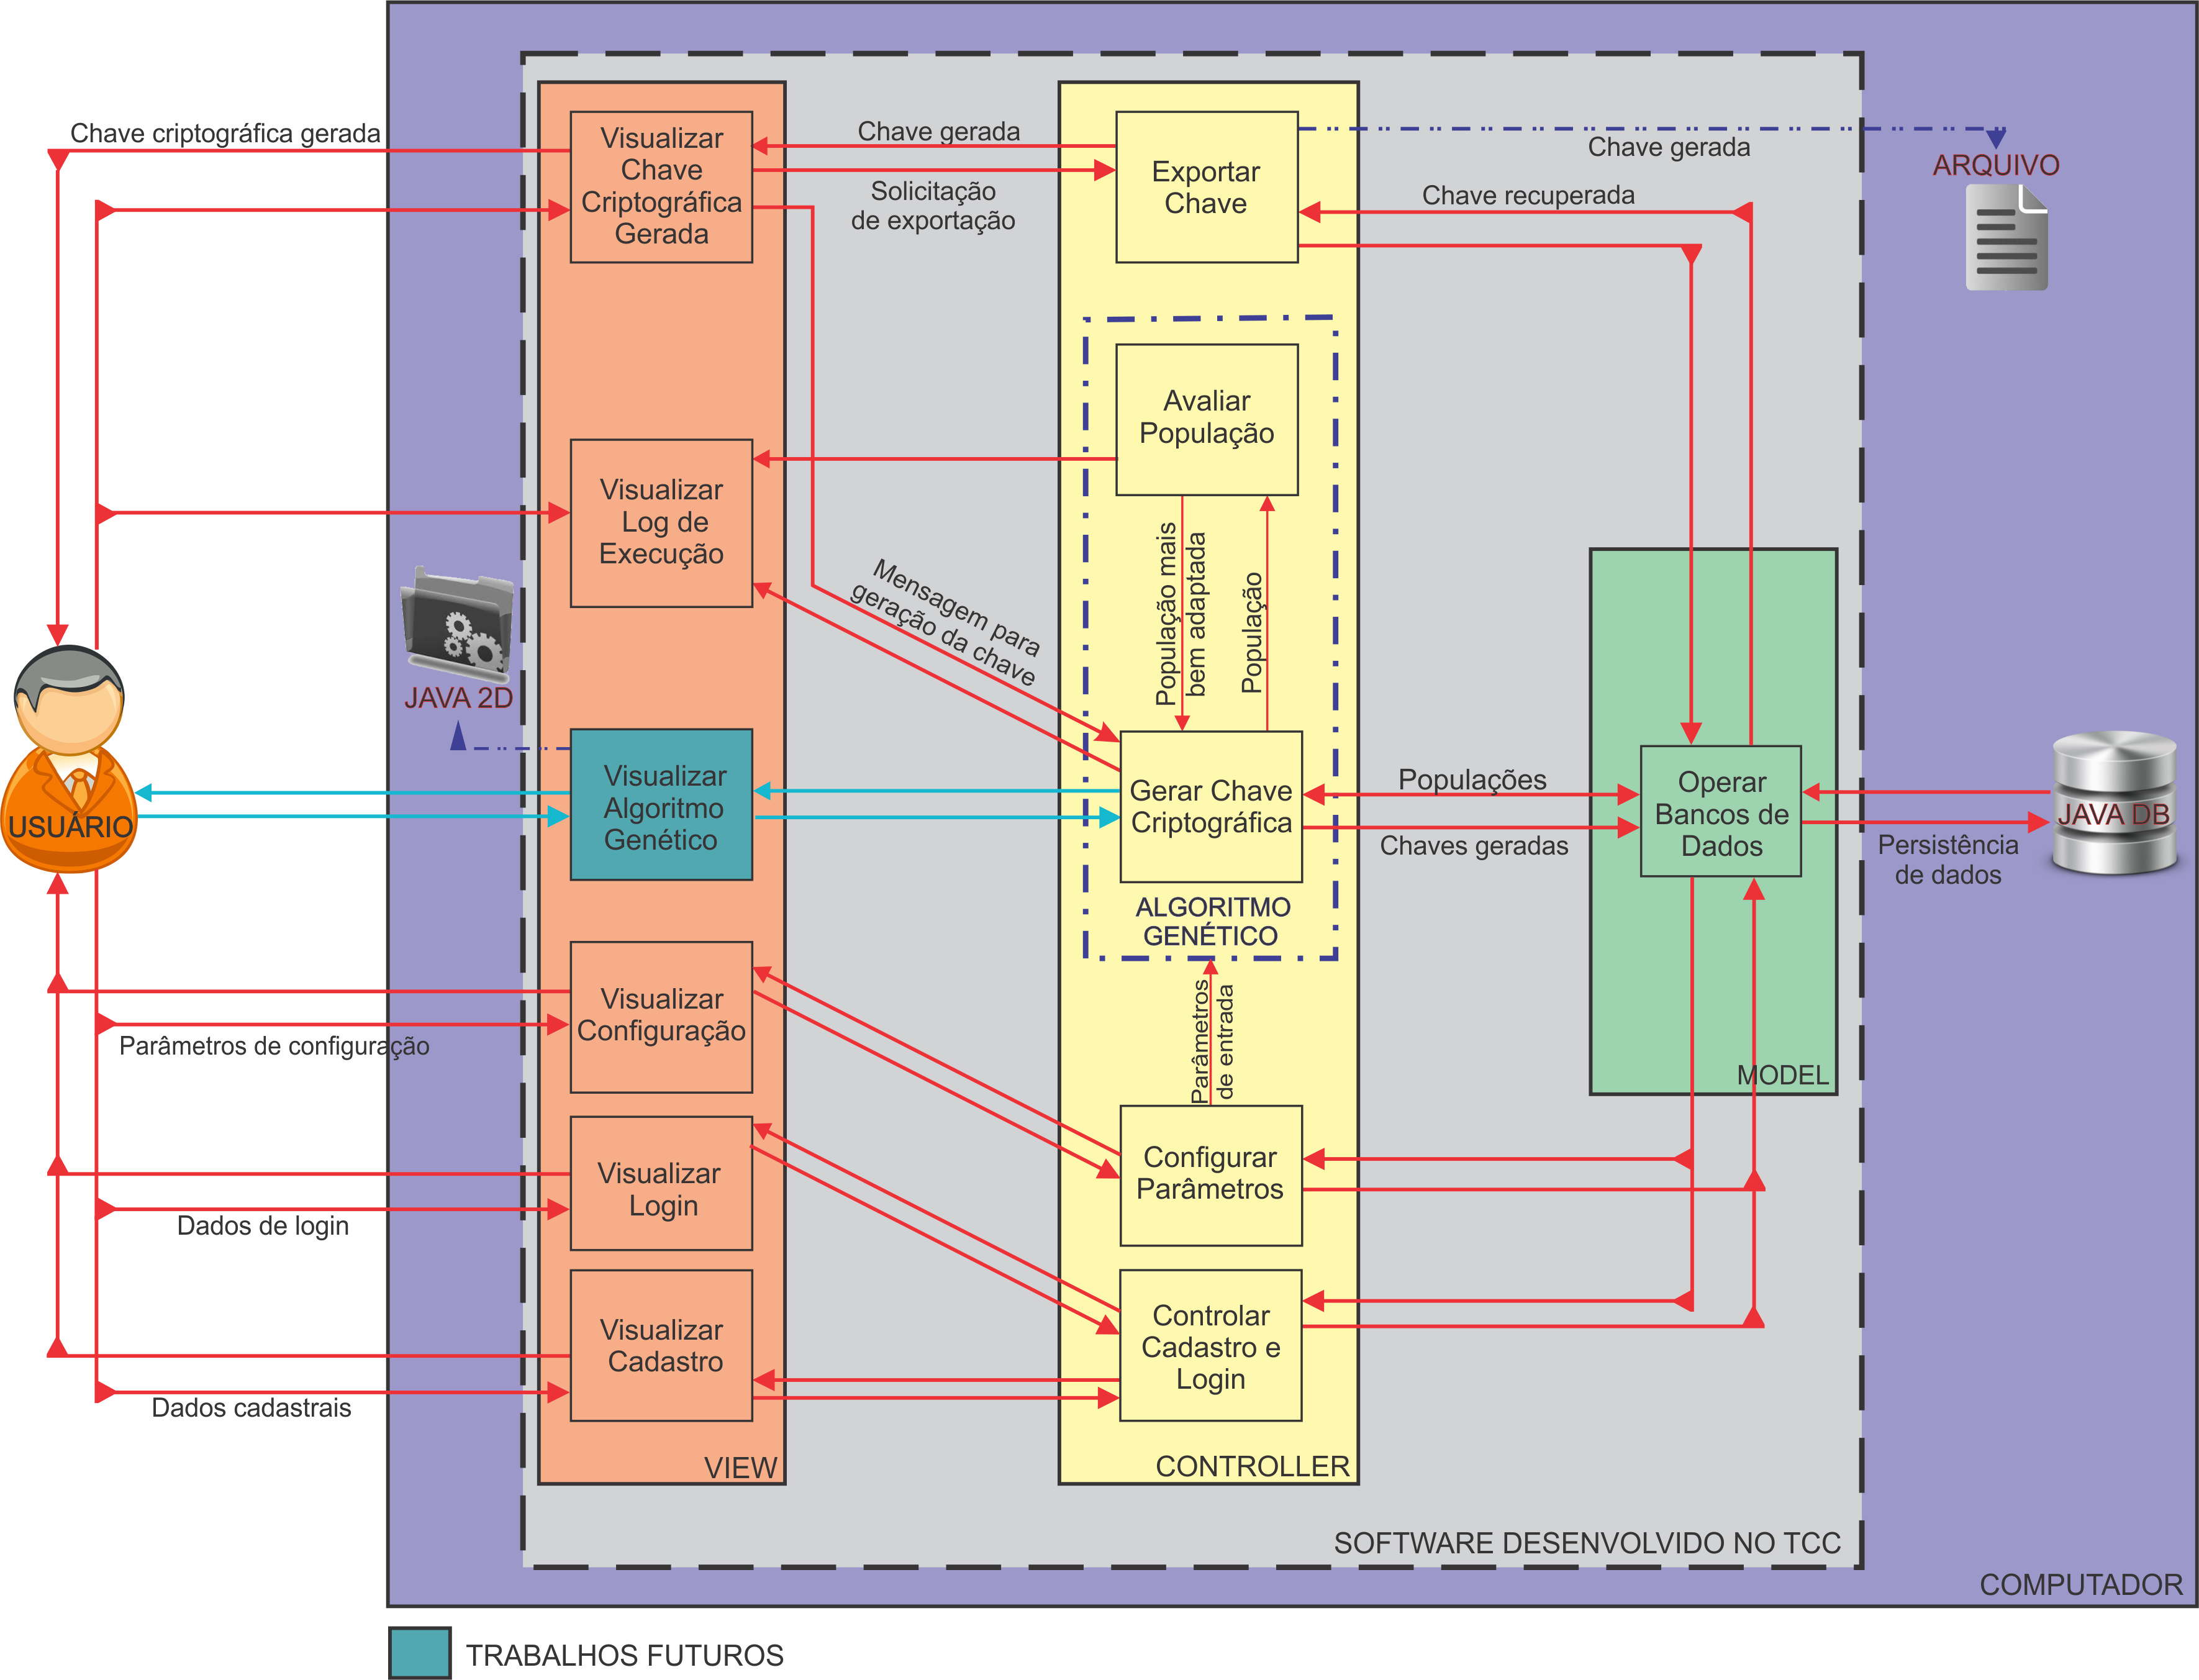 Chave criptográfica gerada
Visualizar
Chave
Criptográfica
Gerada
Chave gerada
Solicitação
de exportação
Exportar
Chave
Chave gerada
ARQUIVO
Chave recuperada
Avaliar
População
Visualizar
Log de
Execução
Mensagem para
geração da chave
População mais
bem adaptada
População
JAVA 2D
USUÁRIO
Visualizar
Algoritmo
Genético
Gerar Chave
Criptográfica
Populações
Chaves geradas
Operar
Bancos de
Dados
JAVA DB
Persistência
de dados
ALGORITMO
GENÉTICO
Visualizar
Configuração
Parâmetros de configuração
Parâmetros
de entrada
MODEL
Configurar
Parâmetros
Visualizar
Login
Dados de login
Visualizar
Cadastro
Dados cadastrais
Controlar
Cadastro e
Login
VIEW
CONTROLLER
SOFTWARE DESENVOLVIDO NO TCC
COMPUTADOR
TRABALHOS FUTUROS